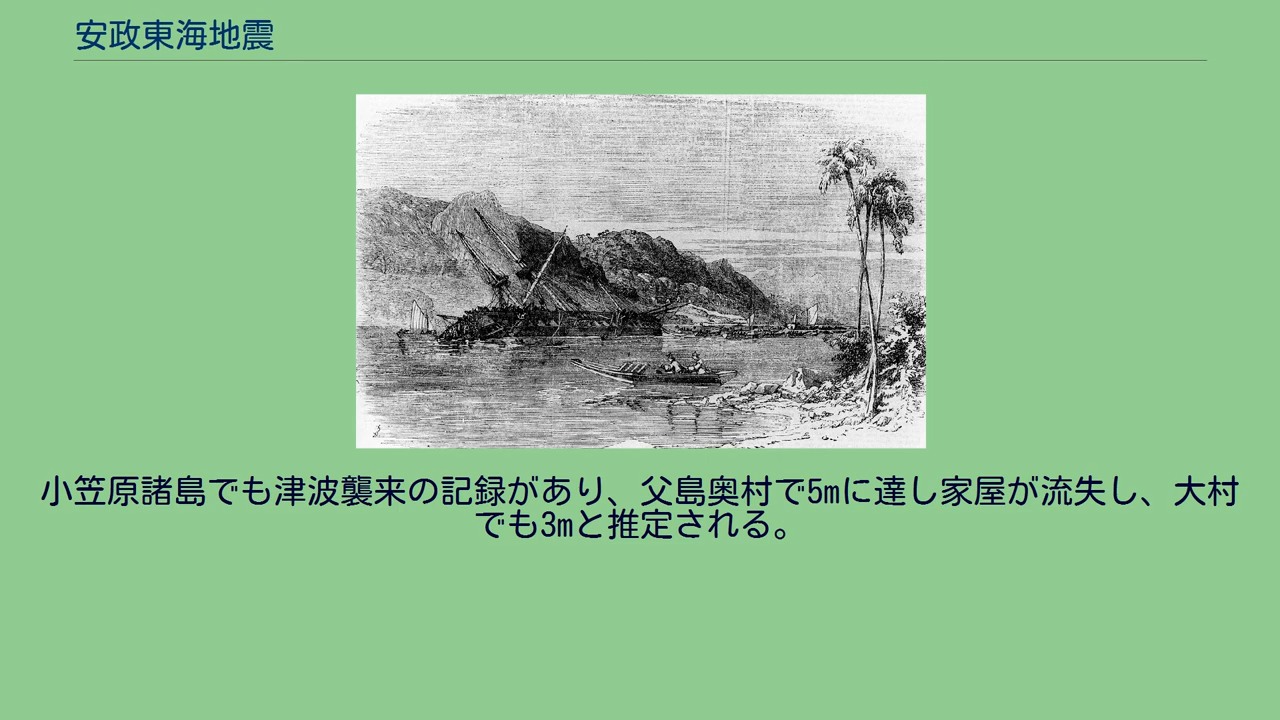 安政東海地震
小笠原諸島でも津波襲来の記録があり、父島奥村で5mに達し家屋が流失し、大村
でも3mと推定される。